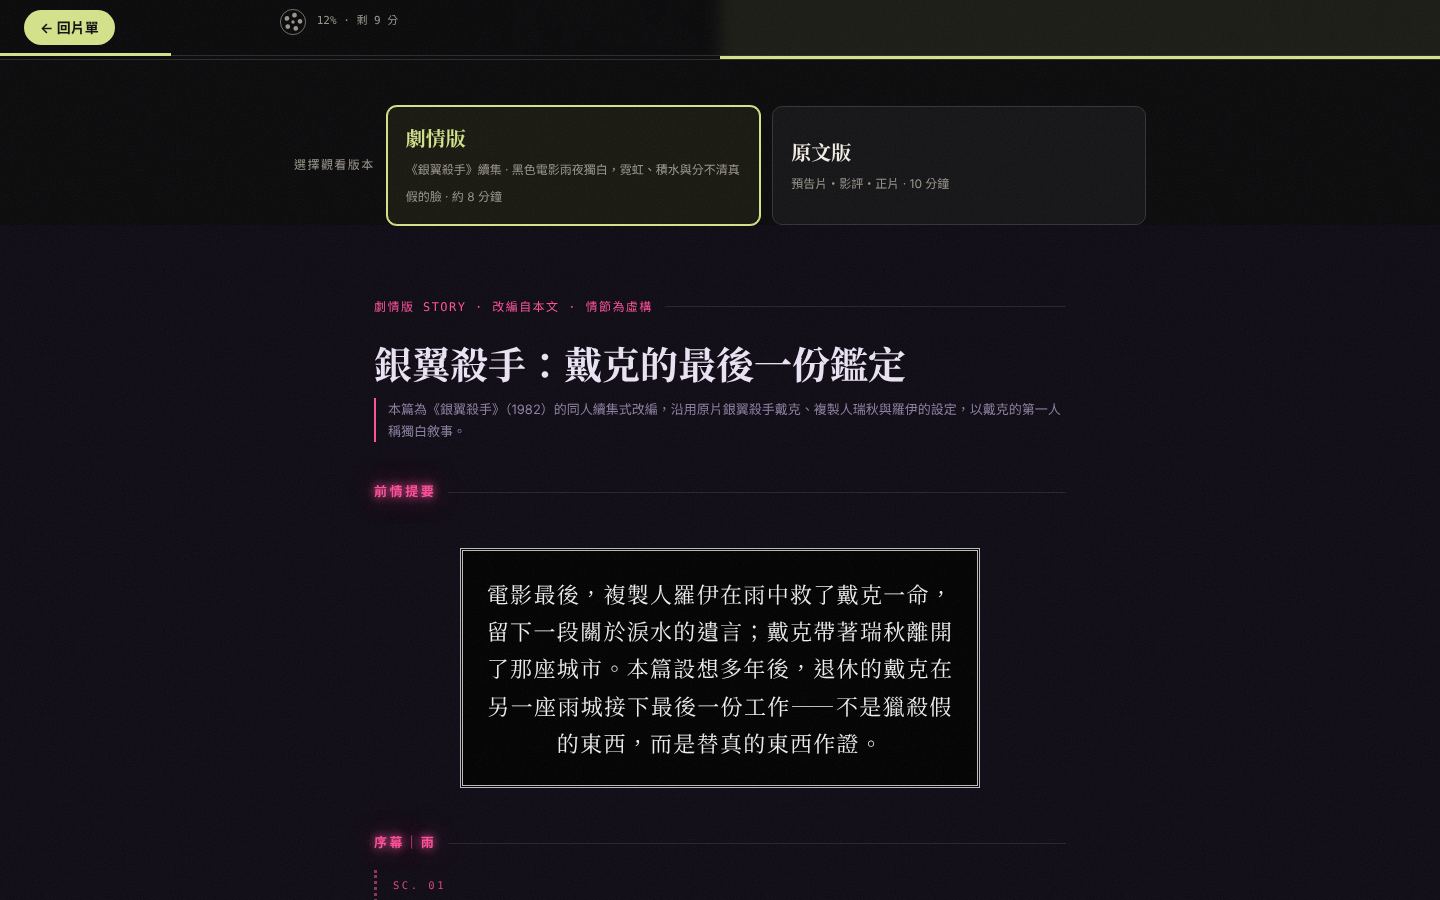 ← 回片單
12% · 剩 9 分
選擇觀看版本
劇情版
《銀翼殺手》續集 · 黑色電影雨夜獨白,霓虹、積水與分不清真
假的臉 · 約 8 分鐘
原文版
預告片・影評・正片 · 10 分鐘
劇情版 STORY · 改編自本文 · 情節為虛構
銀翼殺手:戴克的最後一份鑑定
本篇為《銀翼殺手》(1982)的同人續集式改編,沿用原片銀翼殺手戴克、複製人瑞秋與羅伊的設定,以戴克的第一人
稱獨白敘事。
前情提要
電影最後,複製人羅伊在雨中救了戴克一命,
留下一段關於淚水的遺言;戴克帶著瑞秋離開
了那座城市。本篇設想多年後,退休的戴克在
另一座雨城接下最後一份工作——不是獵殺假
的東西,而是替真的東西作證。
序幕|雨
SC. 01